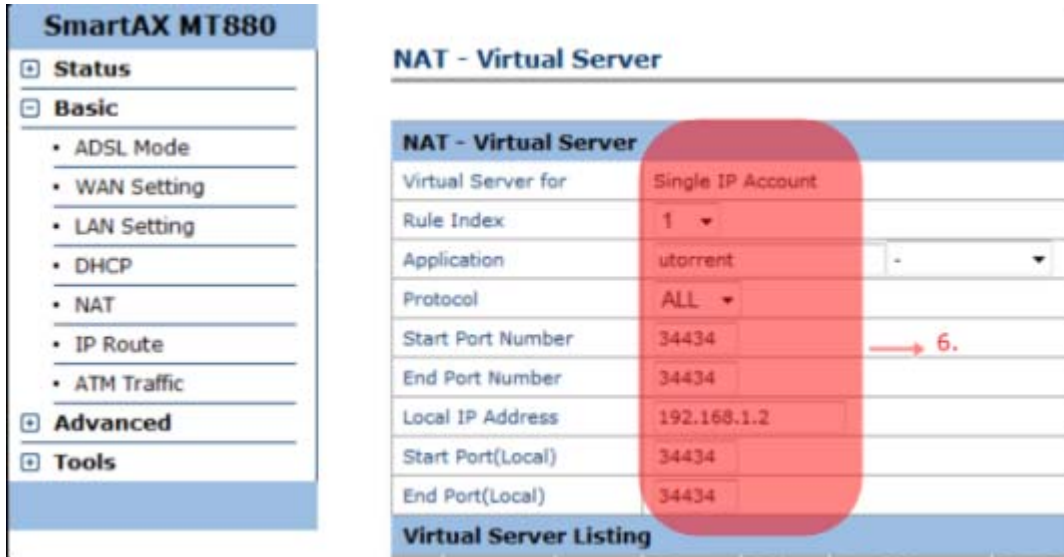 SmartAX MT880
Status
Basic
ADSL Mode
WAN Setting
LAN Setting
DHCP
NAT
IP Route
ATM Traffic
Advanced
Tools
NAT - Virtual Server
NAT - Virtual Server
Virtual Server for Single IP Account
Rule Index 1
Application utorrent -
Protocol ALL
Start Port Number 34434
6.
End Port Number 34434
Local IP Address 192.168.1.2
Start Port(Local) 34434
End Port(Local) 34434
Virtual Server Listing